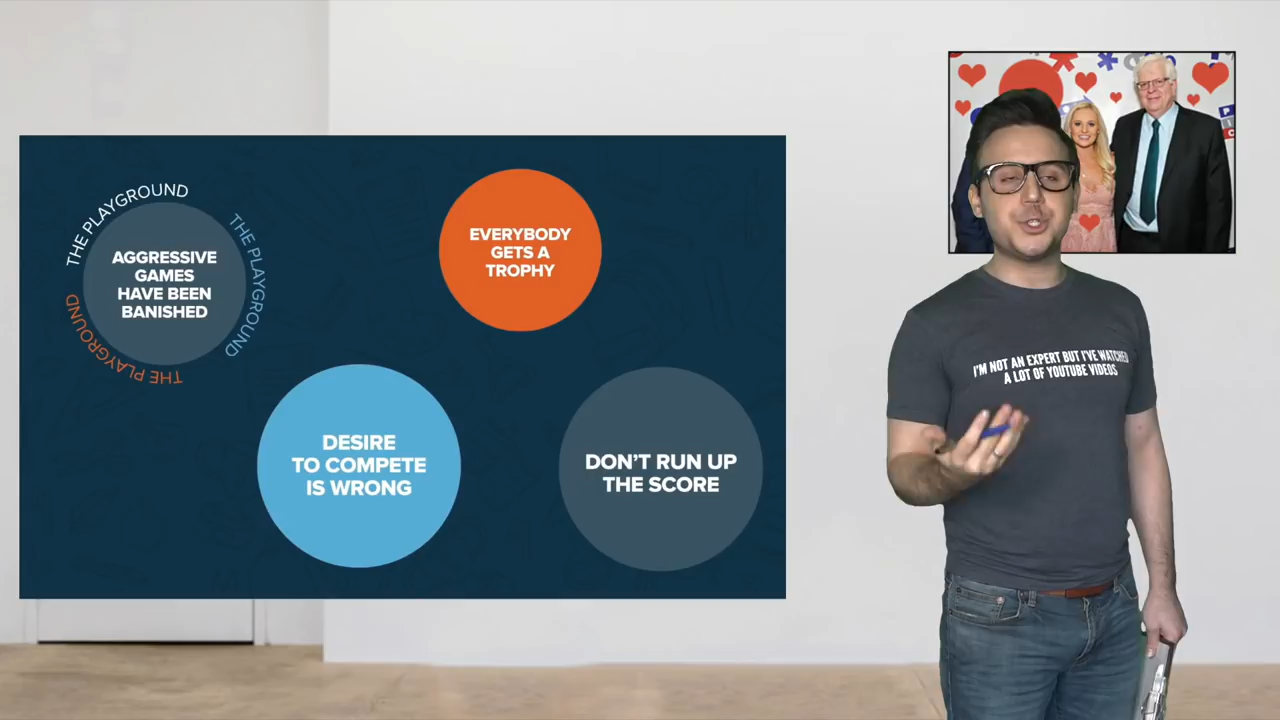 THE PLAYGROUND
THE PLAYGROUND
THE PLAYGROUND
AGGRESSIVE
GAMES
HAVE BEEN
BANISHED
EVERYBODY
GETS A
TROPHY
DESIRE
TO COMPETE
IS WRONG
DON'T RUN UP
THE SCORE
I'M NOT AN EXPERT BUT I'VE WATCHED
A LOT OF YOUTUBE VIDEOS